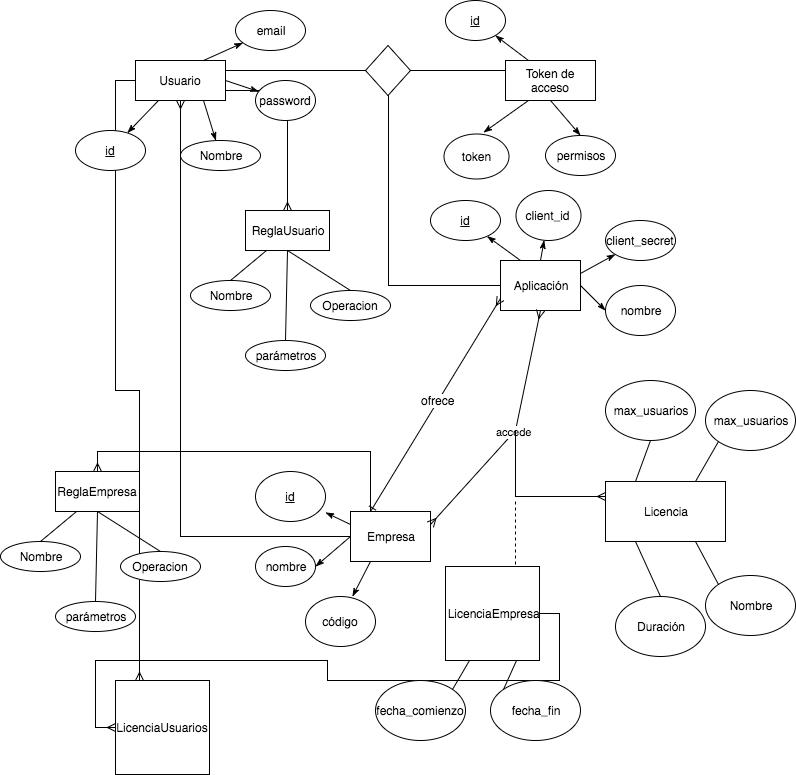 id
email
Usuario
Token de
acceso
password
id
Nombre
token
permisos
id
client_id
ReglaUsuario
client_secret
Aplicación
Nombre
Operacion
nombre
parámetros
ofrece
max_usuarios
max_usuarios
accede
ReglaEmpresa
id
Licencia
Empresa
Nombre
Operacion
nombre
parámetros
código
LicenciaEmpresa
Duración
Nombre
fecha_comienzo
fecha_fin
LicenciaUsuarios